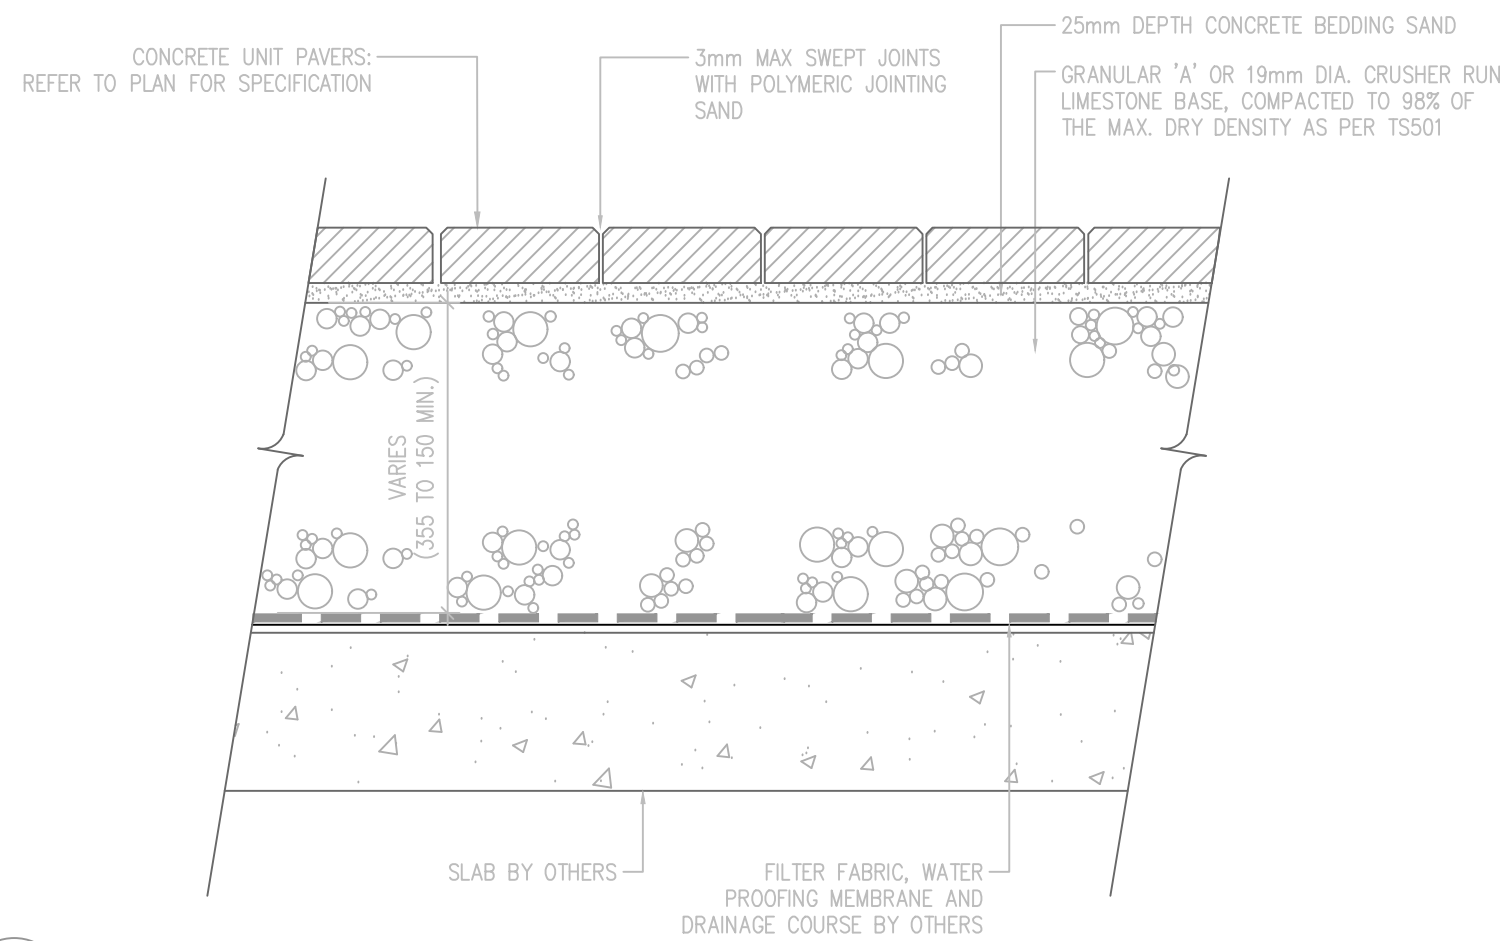 25mm DEPTH CONCRETE BEDDING SAND
CONCRETE UNIT PAVERS:
REFER TO PLAN FOR SPECIFICATION
3mm MAX SWEPT JOINTS
WITH POLYMERIC JOINTING
SAND
GRANULAR 'A' OR 19mm DIA. CRUSHER RUN
LIMESTONE BASE, COMPACTED TO 98% OF
THE MAX. DRY DENSITY AS PER TS501
VARIES
(355 TO 150 MIN.)
SLAB BY OTHERS
FILTER FABRIC, WATER
PROOFING MEMBRANE AND
DRAINAGE COURSE BY OTHERS